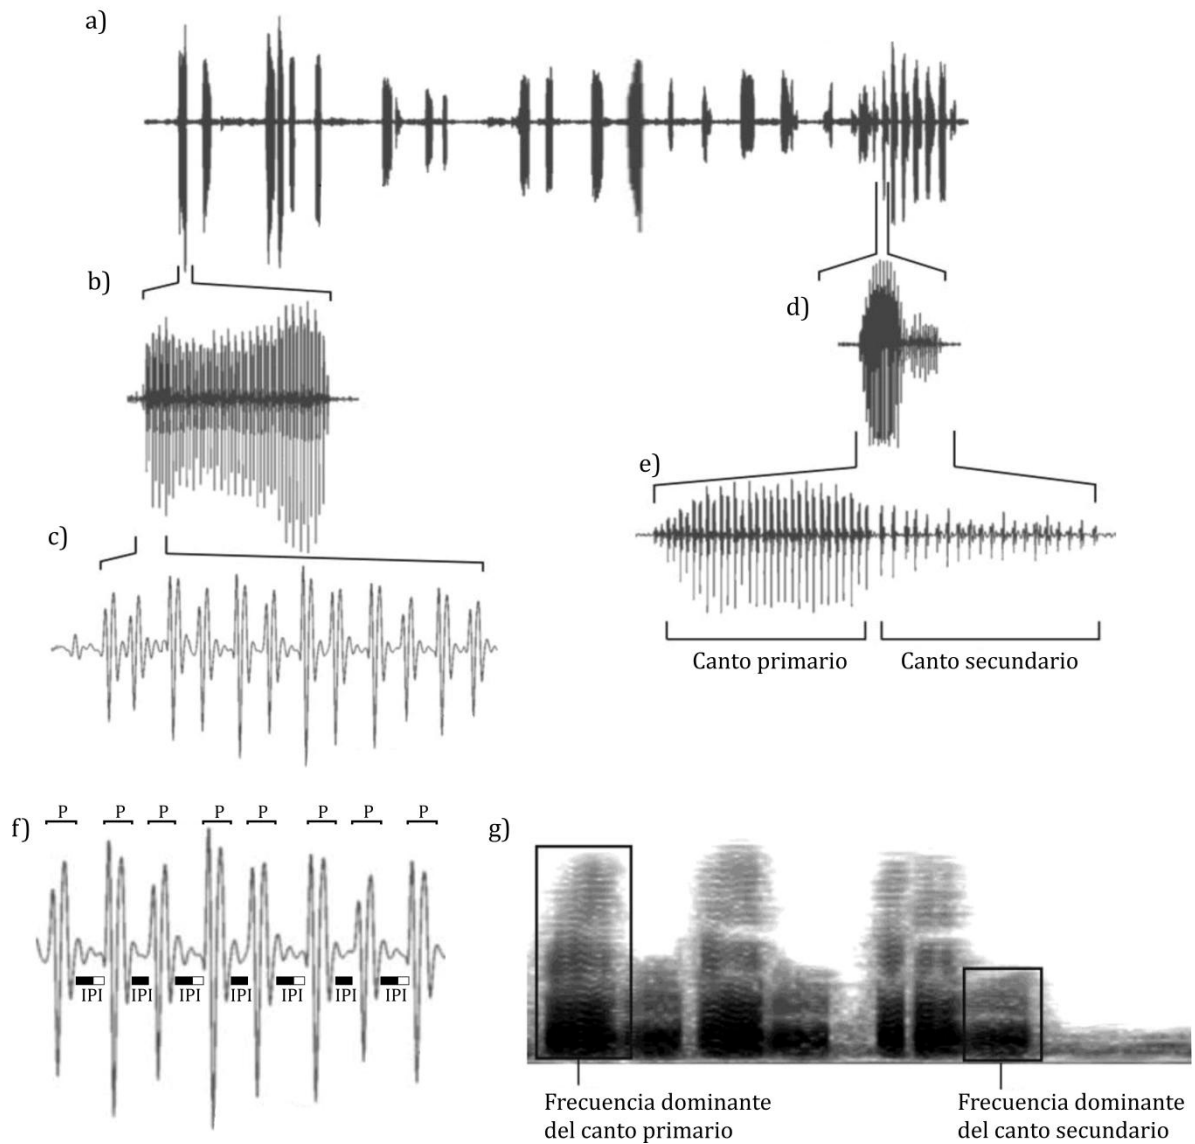 a)
b)
d)
e)
c)
Canto primario
Canto secundario
P P P P P P P P
f)
g)
IPI IPI IPI IPI IPI IPI IPI
Frecuencia dominante
del canto primario
Frecuencia dominante
del canto secundario